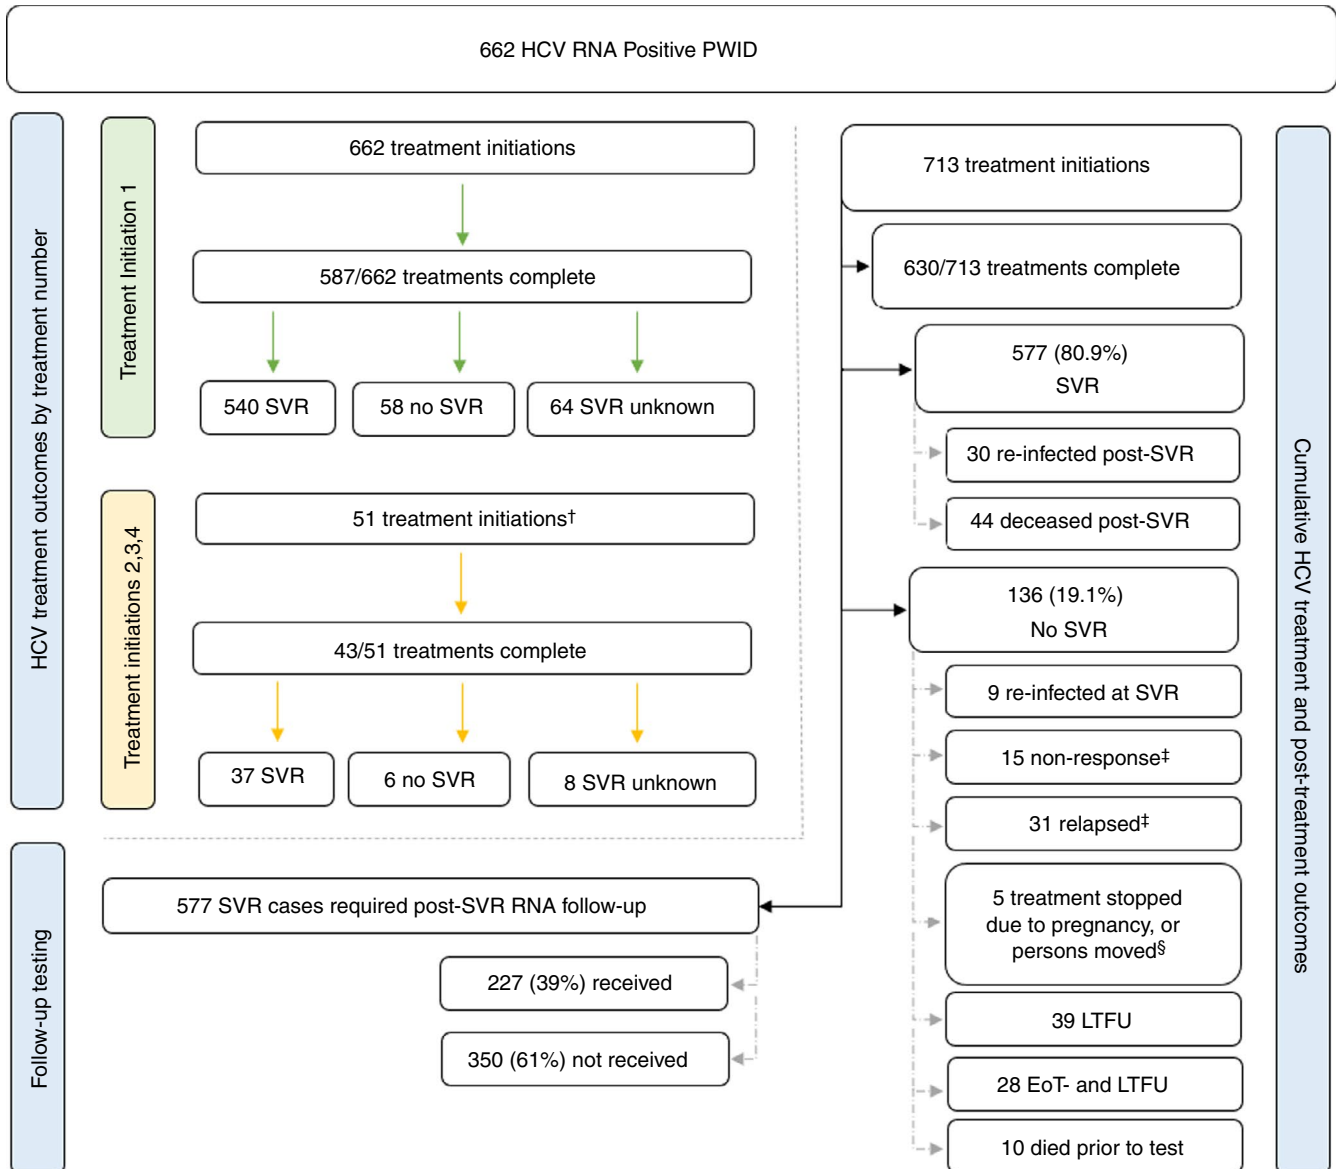 662 HCV RNA Positive PWID
HCV treatment outcomes by treatment number
Treatment Initiation 1
662 treatment initiations
587/662 treatments complete
540 SVR
58 no SVR
64 SVR unknown
Treatment initiations 2,3,4
51 treatment initiations†
43/51 treatments complete
37 SVR
6 no SVR
8 SVR unknown
Follow-up testing
577 SVR cases required post-SVR RNA follow-up
227 (39%) received
350 (61%) not received
713 treatment initiations
630/713 treatments complete
577 (80.9%)
SVR
30 re-infected post-SVR
44 deceased post-SVR
136 (19.1%)
No SVR
9 re-infected at SVR
15 non-response‡
31 relapsed‡
5 treatment stopped
due to pregnancy, or
persons moved§
39 LTFU
28 EoT- and LTFU
10 died prior to test
Cumulative HCV treatment and post-treatment outcomes